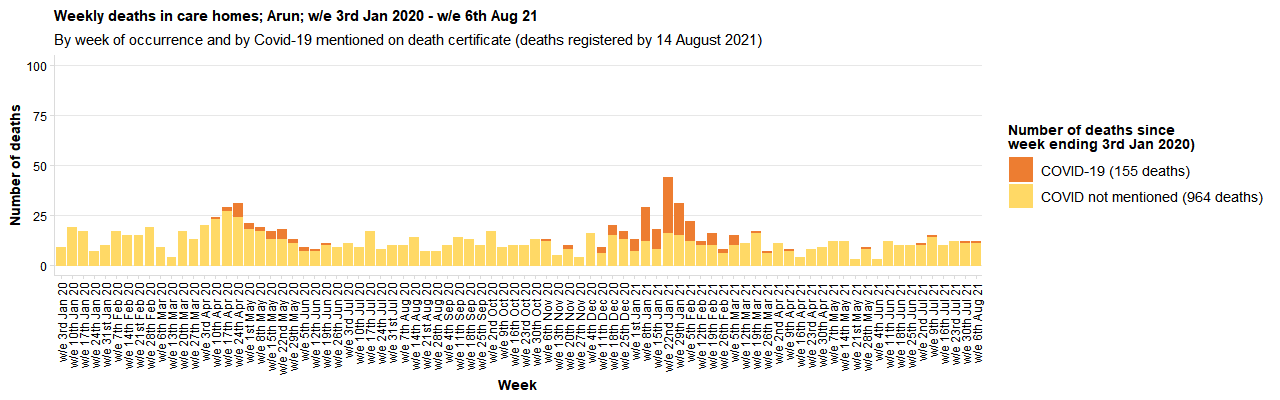 Weekly deaths in care homes; Arun; w/e 3rd Jan 2020 - w/e 6th Aug 21
By week of occurrence and by Covid-19 mentioned on death certificate (deaths registered by 14 August 2021)
Number of deaths
100
75
50
25
0
w/e 3rd Jan 20
w/e 10th Jan 20
w/e 17th Jan 20
w/e 24th Jan 20
w/e 31st Jan 20
w/e 7th Feb 20
w/e 14th Feb 20
w/e 21st Feb 20
w/e 28th Feb 20
w/e 6th Mar 20
w/e 13th Mar 20
w/e 20th Mar 20
w/e 27th Mar 20
w/e 3rd Apr 20
w/e 10th Apr 20
w/e 17th Apr 20
w/e 24th Apr 20
w/e 1st May 20
w/e 8th May 20
w/e 15th May 20
w/e 22nd May 20
w/e 29th May 20
w/e 5th Jun 20
w/e 12th Jun 20
w/e 19th Jun 20
w/e 26th Jun 20
w/e 3rd Jul 20
w/e 10th Jul 20
w/e 17th Jul 20
w/e 24th Jul 20
w/e 31st Jul 20
w/e 7th Aug 20
w/e 14th Aug 20
w/e 21st Aug 20
w/e 28th Aug 20
w/e 4th Sep 20
w/e 11th Sep 20
w/e 18th Sep 20
w/e 25th Sep 20
w/e 2nd Oct 20
w/e 9th Oct 20
w/e 16th Oct 20
w/e 23rd Oct 20
w/e 30th Oct 20
w/e 6th Nov 20
w/e 13th Nov 20
w/e 20th Nov 20
w/e 27th Nov 20
w/e 4th Dec 20
w/e 11th Dec 20
w/e 18th Dec 20
w/e 25th Dec 20
w/e 1st Jan 21
w/e 8th Jan 21
w/e 15th Jan 21
w/e 22nd Jan 21
w/e 29th Jan 21
w/e 5th Feb 21
w/e 12th Feb 21
w/e 19th Feb 21
w/e 26th Feb 21
w/e 5th Mar 21
w/e 12th Mar 21
w/e 19th Mar 21
w/e 26th Mar 21
w/e 2nd Apr 21
w/e 9th Apr 21
w/e 16th Apr 21
w/e 23rd Apr 21
w/e 30th Apr 21
w/e 7th May 21
w/e 14th May 21
w/e 21st May 21
w/e 28th May 21
w/e 4th Jun 21
w/e 11th Jun 21
w/e 18th Jun 21
w/e 25th Jun 21
w/e 2nd Jul 21
w/e 9th Jul 21
w/e 16th Jul 21
w/e 23rd Jul 21
w/e 30th Jul 21
w/e 6th Aug 21
Week
Number of deaths since
week ending 3rd Jan 2020)
COVID-19 (155 deaths)
COVID not mentioned (964 deaths)